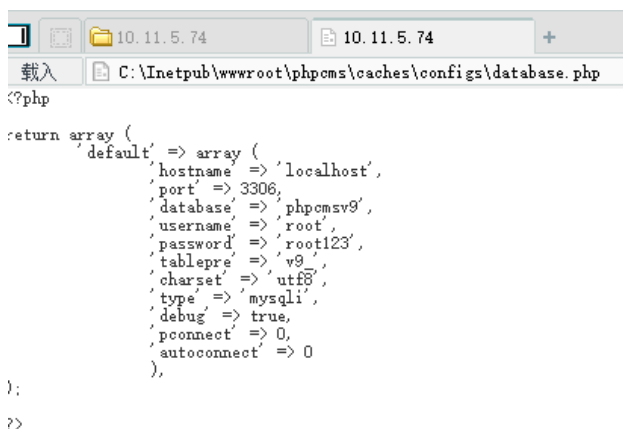 10.11.5.74 10.11.5.74 +
载入 C:\Inetpub\wwwroot\phpcms\caches\configs\database.php
<?php
return array (
'default' => array (
'hostname' => 'localhost',
'port' => 3306,
'database' => 'phpcmsv9',
'username' => 'root',
'password' => 'root123',
'tablepre' => 'v9_',
'charset' => 'utf8',
'type' => 'mysqli',
'debug' => true,
'pconnect' => 0,
'autoconnect' => 0
),
);
?>